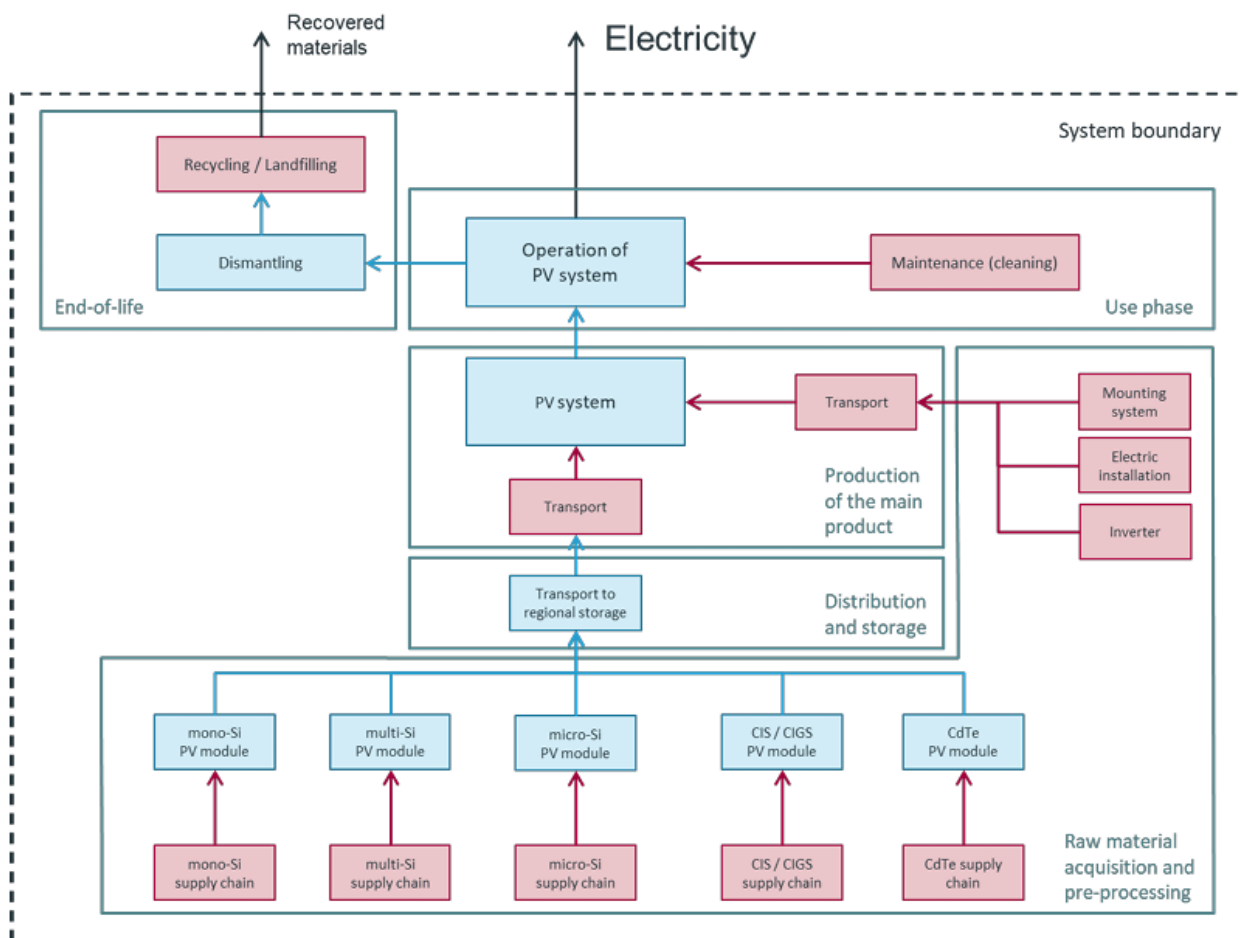 Recovered
materials
Electricity
System boundary
Recycling / Landfilling
Dismantling
End-of-life
Operation of
PV system
Maintenance (cleaning)
Use phase
PV system
Transport
Mounting
system
Electric
installation
Inverter
Transport
Production
of the main
product
Transport to
regional storage
Distribution
and storage
mono-Si
PV module
multi-Si
PV module
micro-Si
PV module
CIS / CIGS
PV module
CdTe
PV module
mono-Si
supply chain
multi-Si
supply chain
micro-Si
supply chain
CIS / CIGS
supply chain
CdTe supply
chain
Raw material
acquisition and
pre-processing